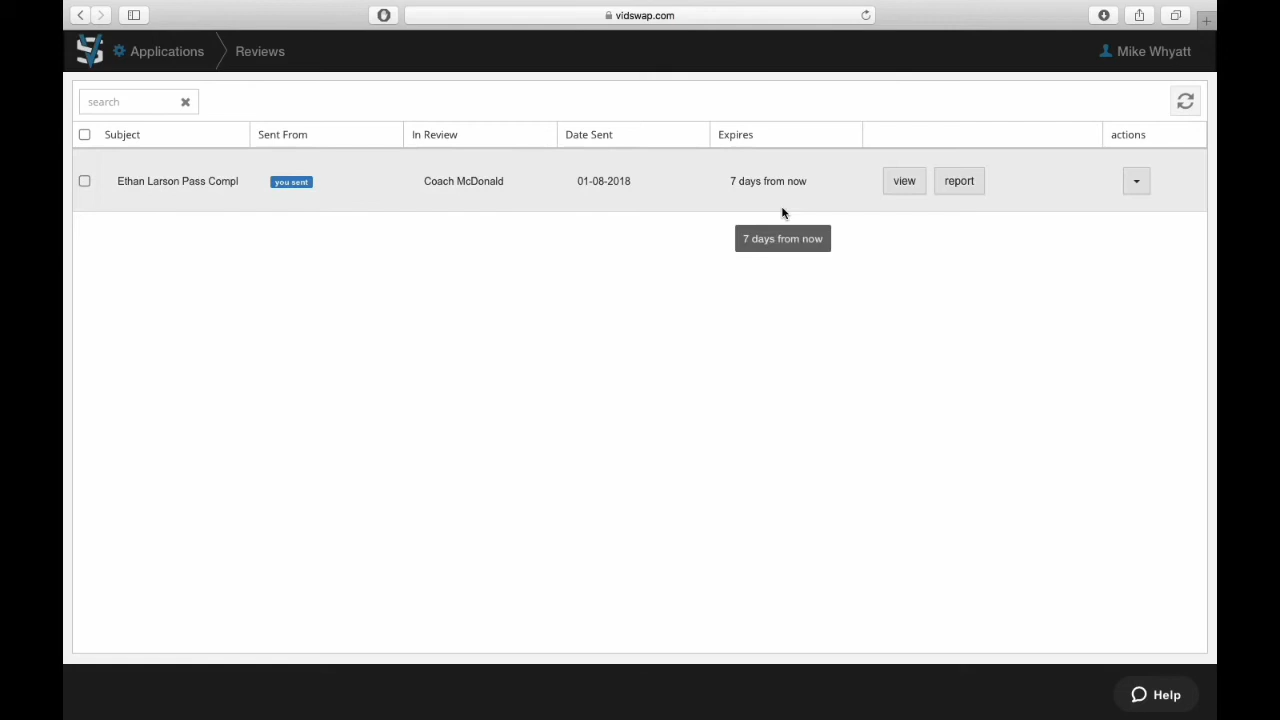 vidswap.com
Applications
Reviews
Mike Whyatt
search
Subject
Sent From
In Review
Date Sent
Expires
actions
Ethan Larson Pass Compl
you sent
Coach McDonald
01-08-2018
7 days from now
view
report
7 days from now
Help